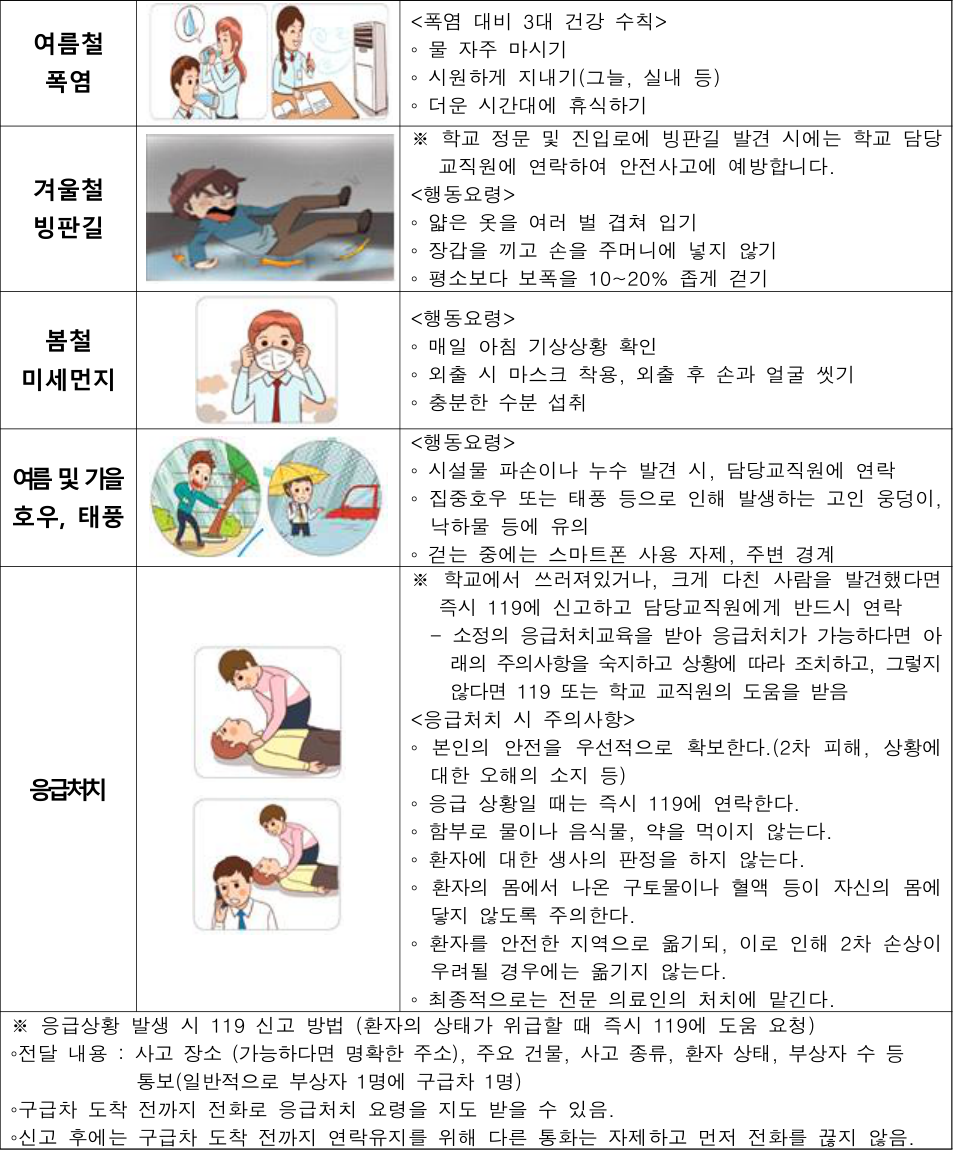 여름철
폭염
<폭염 대비 3대 건강 수칙>
◦ 물 자주 마시기
◦ 시원하게 지내기(그늘, 실내 등)
◦ 더운 시간대에 휴식하기
겨울철
빙판길
※ 학교 정문 및 진입로에 빙판길 발견 시에는 학교 담당
교직원에 연락하여 안전사고에 예방합니다.
<행동요령>
◦ 얇은 옷을 여러 벌 겹쳐 입기
◦ 장갑을 끼고 손을 주머니에 넣지 않기
◦ 평소보다 보폭을 10~20% 좁게 걷기
봄철
미세먼지
<행동요령>
◦ 매일 아침 기상상황 확인
◦ 외출 시 마스크 착용, 외출 후 손과 얼굴 씻기
◦ 충분한 수분 섭취
여름 및 가을
호우, 태풍
<행동요령>
◦ 시설물 파손이나 누수 발견 시, 담당교직원에 연락
◦ 집중호우 또는 태풍 등으로 인해 발생하는 고인 웅덩이,
낙하물 등에 유의
◦ 걷는 중에는 스마트폰 사용 자제, 주변 경계
응급처치
※ 학교에서 쓰러져있거나, 크게 다친 사람을 발견했다면
즉시 119에 신고하고 담당교직원에게 반드시 연락
- 소정의 응급처치교육을 받아 응급처치가 가능하다면 아
래의 주의사항을 숙지하고 상황에 따라 조치하고, 그렇지
않다면 119 또는 학교 교직원의 도움을 받음
<응급처치 시 주의사항>
◦ 본인의 안전을 우선적으로 확보한다.(2차 피해, 상황에
대한 오해의 소지 등)
◦ 응급 상황일 때는 즉시 119에 연락한다.
◦ 함부로 물이나 음식물, 약을 먹이지 않는다.
◦ 환자에 대한 생사의 판정을 하지 않는다.
◦ 환자의 몸에서 나온 구토물이나 혈액 등이 자신의 몸에
닿지 않도록 주의한다.
◦ 환자를 안전한 지역으로 옮기되, 이로 인해 2차 손상이
우려될 경우에는 옮기지 않는다.
◦ 최종적으로는 전문 의료인의 처치에 맡긴다.
※ 응급상황 발생 시 119 신고 방법 (환자의 상태가 위급할 때 즉시 119에 도움 요청)
◦전달 내용 : 사고 장소 (가능하다면 명확한 주소), 주요 건물, 사고 종류, 환자 상태, 부상자 수 등
통보(일반적으로 부상자 1명에 구급차 1명)
◦구급차 도착 전까지 전화로 응급처치 요령을 지도 받을 수 있음.
◦신고 후에는 구급차 도착 전까지 연락유지를 위해 다른 통화는 자제하고 먼저 전화를 끊지 않음.